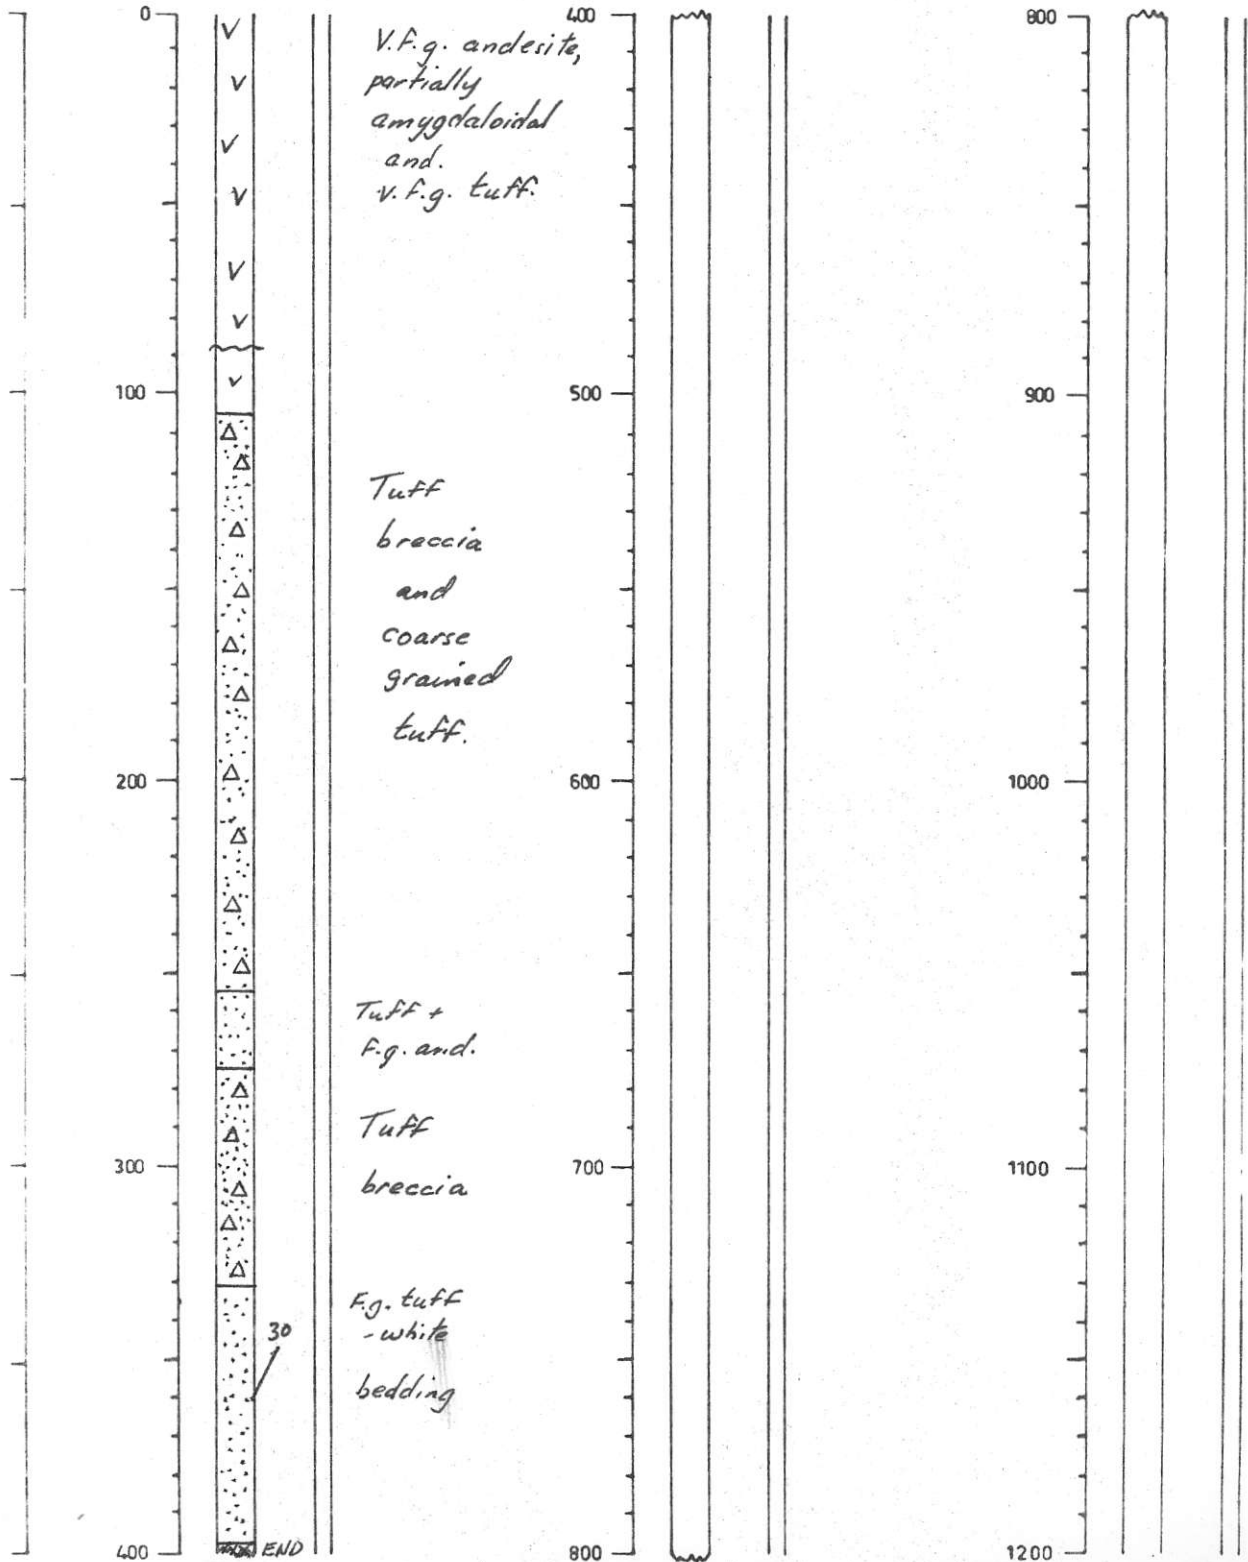 0
V.f.g. andesite,
partially
amygdaloidal
and.
v.f.g. tuff.
100
Tuff
breccia
and
coarse
grained
tuff.
200
Tuff +
F.g. and.
Tuff
300
breccia
F.g. tuff
- white
30
bedding
400
END
400
500
600
700
800
800
900
1000
1100
1200